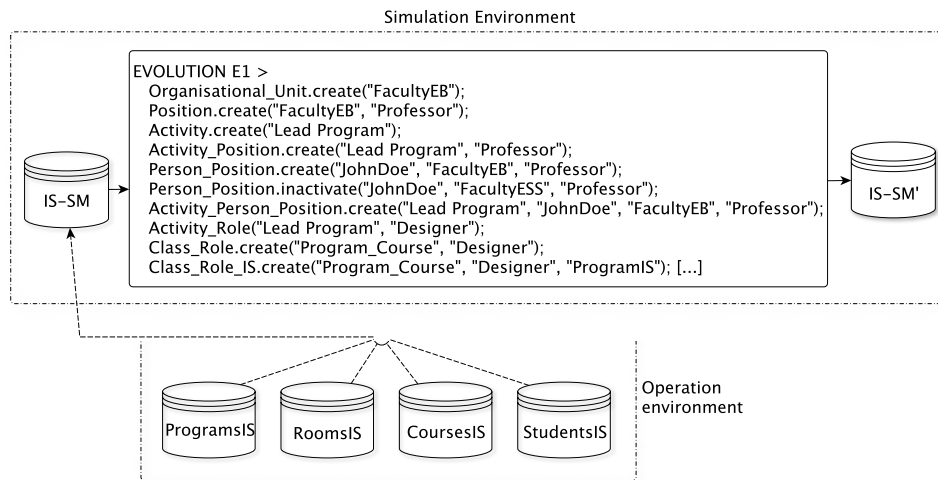 Simulation Environment
EVOLUTION E1 >
Organisational_Unit.create("FacultyEB");
Position.create("FacultyEB", "Professor");
Activity.create("Lead Program");
Activity_Position.create("Lead Program", "Professor");
Person_Position.create("JohnDoe", "FacultyEB", "Professor");
Person_Position.inactivate("JohnDoe", "FacultyESS", "Professor");
Activity_Person_Position.create("Lead Program", "JohnDoe", "FacultyEB", "Professor");
Activity_Role("Lead Program", "Designer");
Class_Role.create("Program_Course", "Designer");
Class_Role_IS.create("Program_Course", "Designer", "ProgramIS"); [...]
IS-SM
IS-SM'
Operation
environment
ProgramsIS
RoomsIS
CoursesIS
StudentsIS